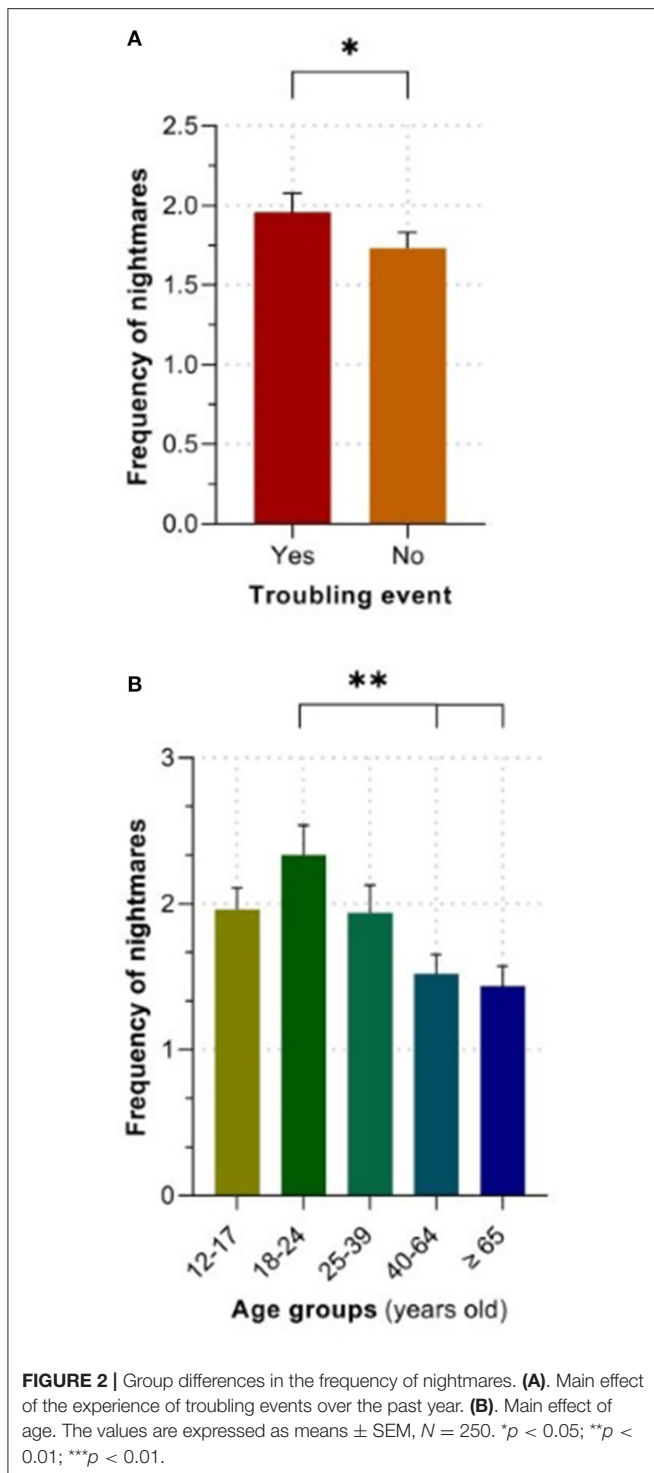 A
*
2.5
2.0
1.5
1.0
0.5
0.0
Frequency of nightmares
Yes No
Troubling event
B
**
3
2
1
0
Frequency of nightmares
12-17 18-24 25-39 40-64 ≥ 65
Age groups (years old)
FIGURE 2 | Group differences in the frequency of nightmares. (A). Main effect
of the experience of troubling events over the past year. (B). Main effect of
age. The values are expressed as means ± SEM, N = 250. *p < 0.05; **p <
0.01; ***p < 0.01.